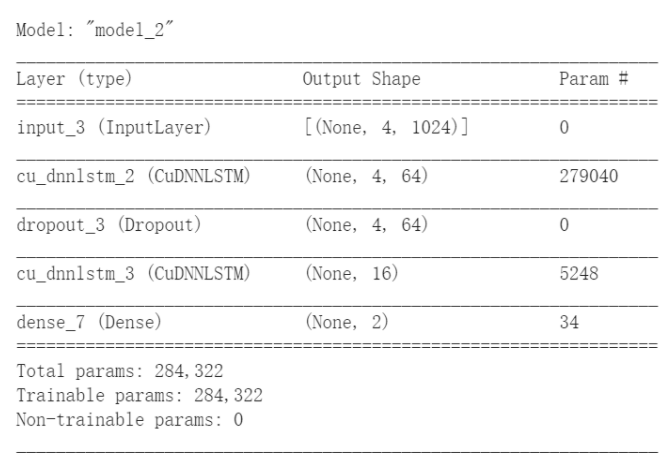 Model: "model_2"
Layer (type) Output Shape Param #
input_3 (InputLayer) [(None, 4, 1024)] 0
cu_dnnlstm_2 (CuDNNLSTM) (None, 4, 64) 279040
dropout_3 (Dropout) (None, 4, 64) 0
cu_dnnlstm_3 (CuDNNLSTM) (None, 16) 5248
dense_7 (Dense) (None, 2) 34
Total params: 284,322
Trainable params: 284,322
Non-trainable params: 0